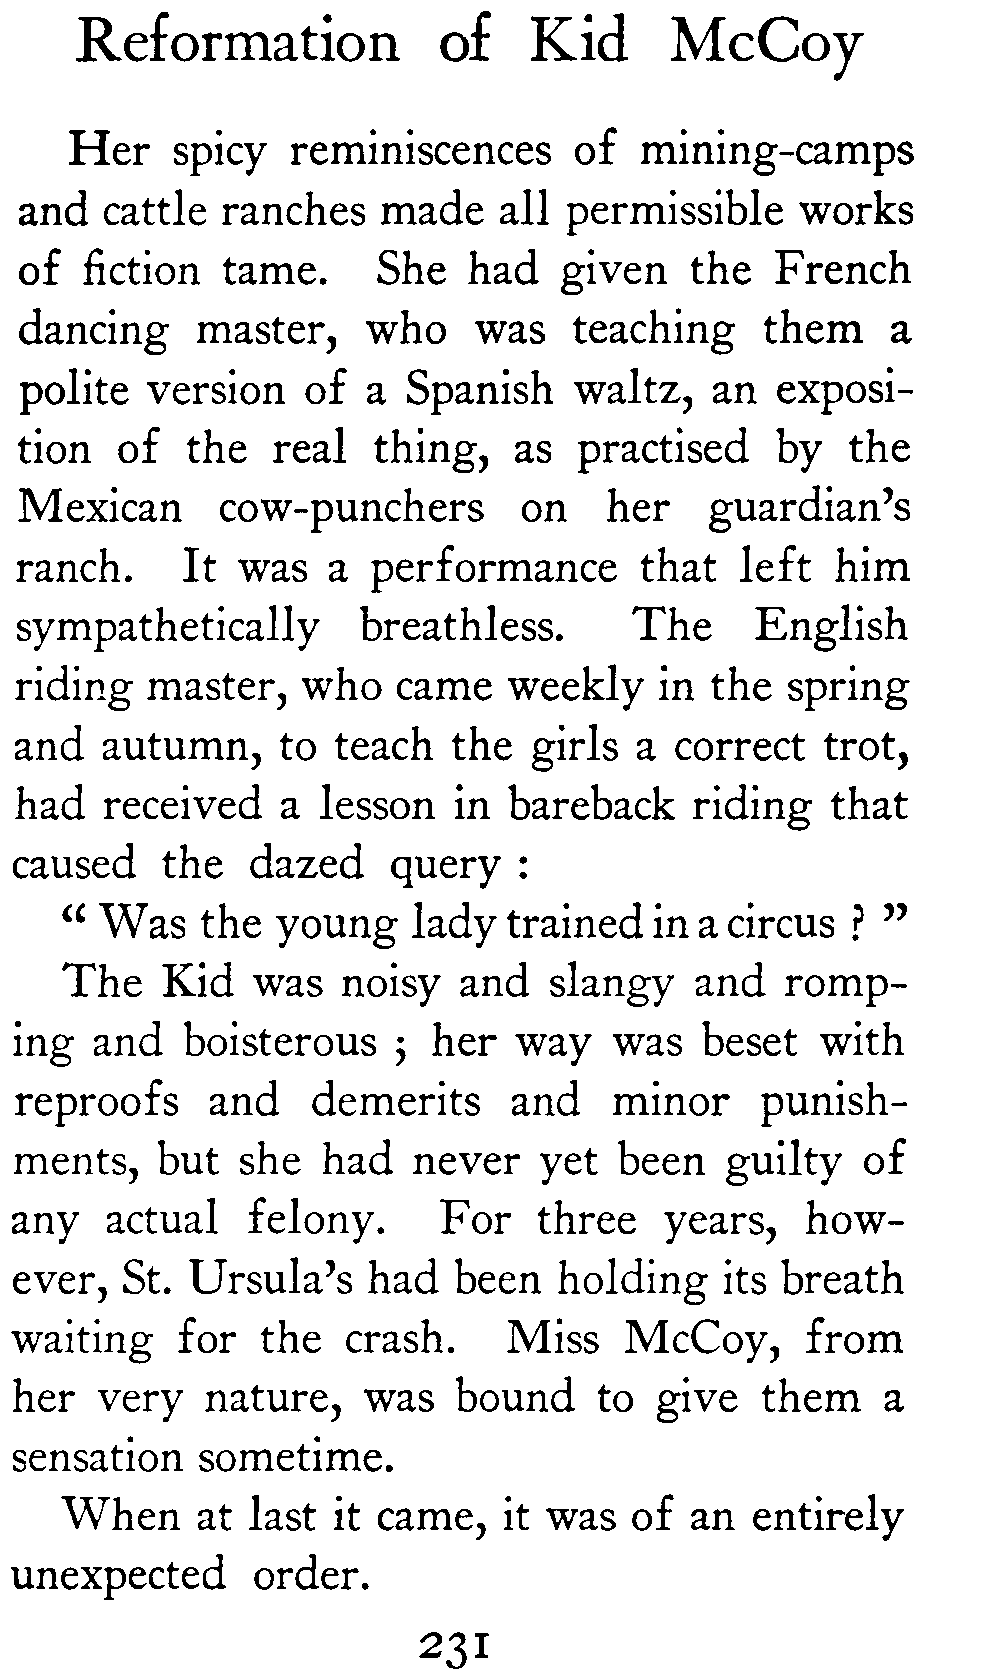 Reformation of Kid McCoy
Her spicy reminiscences of mining-camps
and cattle ranches made all permissible works
of fiction tame. She had given the French
dancing master, who was teaching them a
polite version of a Spanish waltz, an exposi-
tion of the real thing, as practised by the
Mexican cow-punchers on her guardian's
ranch. It was a performance that left him
sympathetically breathless. The English
riding master, who came weekly in the spring
and autumn, to teach the girls a correct trot,
had received a lesson in bareback riding that
caused the dazed query :
“ Was the young lady trained in a circus ? ”
The Kid was noisy and slangy and romp-
ing and boisterous ; her way was beset with
reproofs and demerits and minor punish-
ments, but she had never yet been guilty of
any actual felony. For three years, how-
ever, St. Ursula's had been holding its breath
waiting for the crash. Miss McCoy, from
her very nature, was bound to give them a
sensation sometime.
When at last it came, it was of an entirely
unexpected order.
231